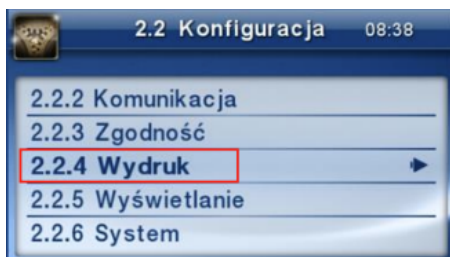 2.2 Konfiguracja 08:38
2.2.2 Komunikacja
2.2.3 Zgodność
2.2.4 Wydruk
2.2.5 Wyświetlanie
2.2.6 System